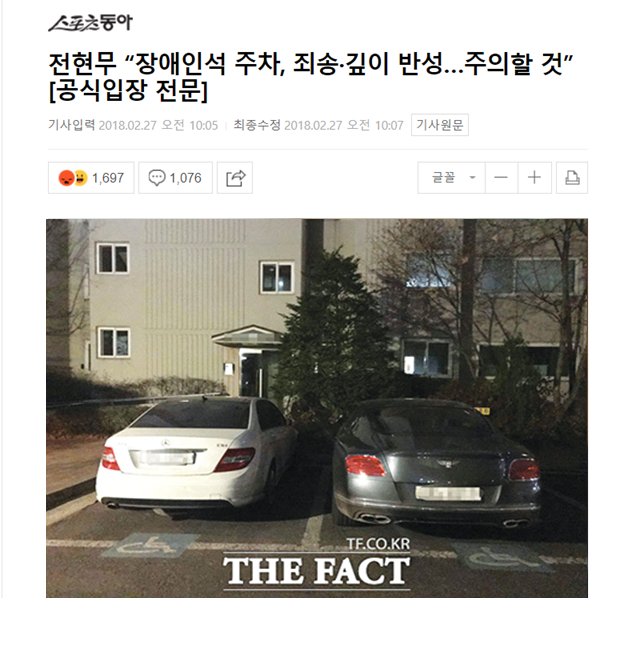 스포츠동아
전현무 “장애인석 주차, 죄송·깊이 반성…주의할 것”
[공식입장 전문]
기사입력 2018.02.27 오전 10:05 최종수정 2018.02.27 오전 10:07 기사원문
1,697 1,076 글꼴
TF.CO.KR
THE FACT